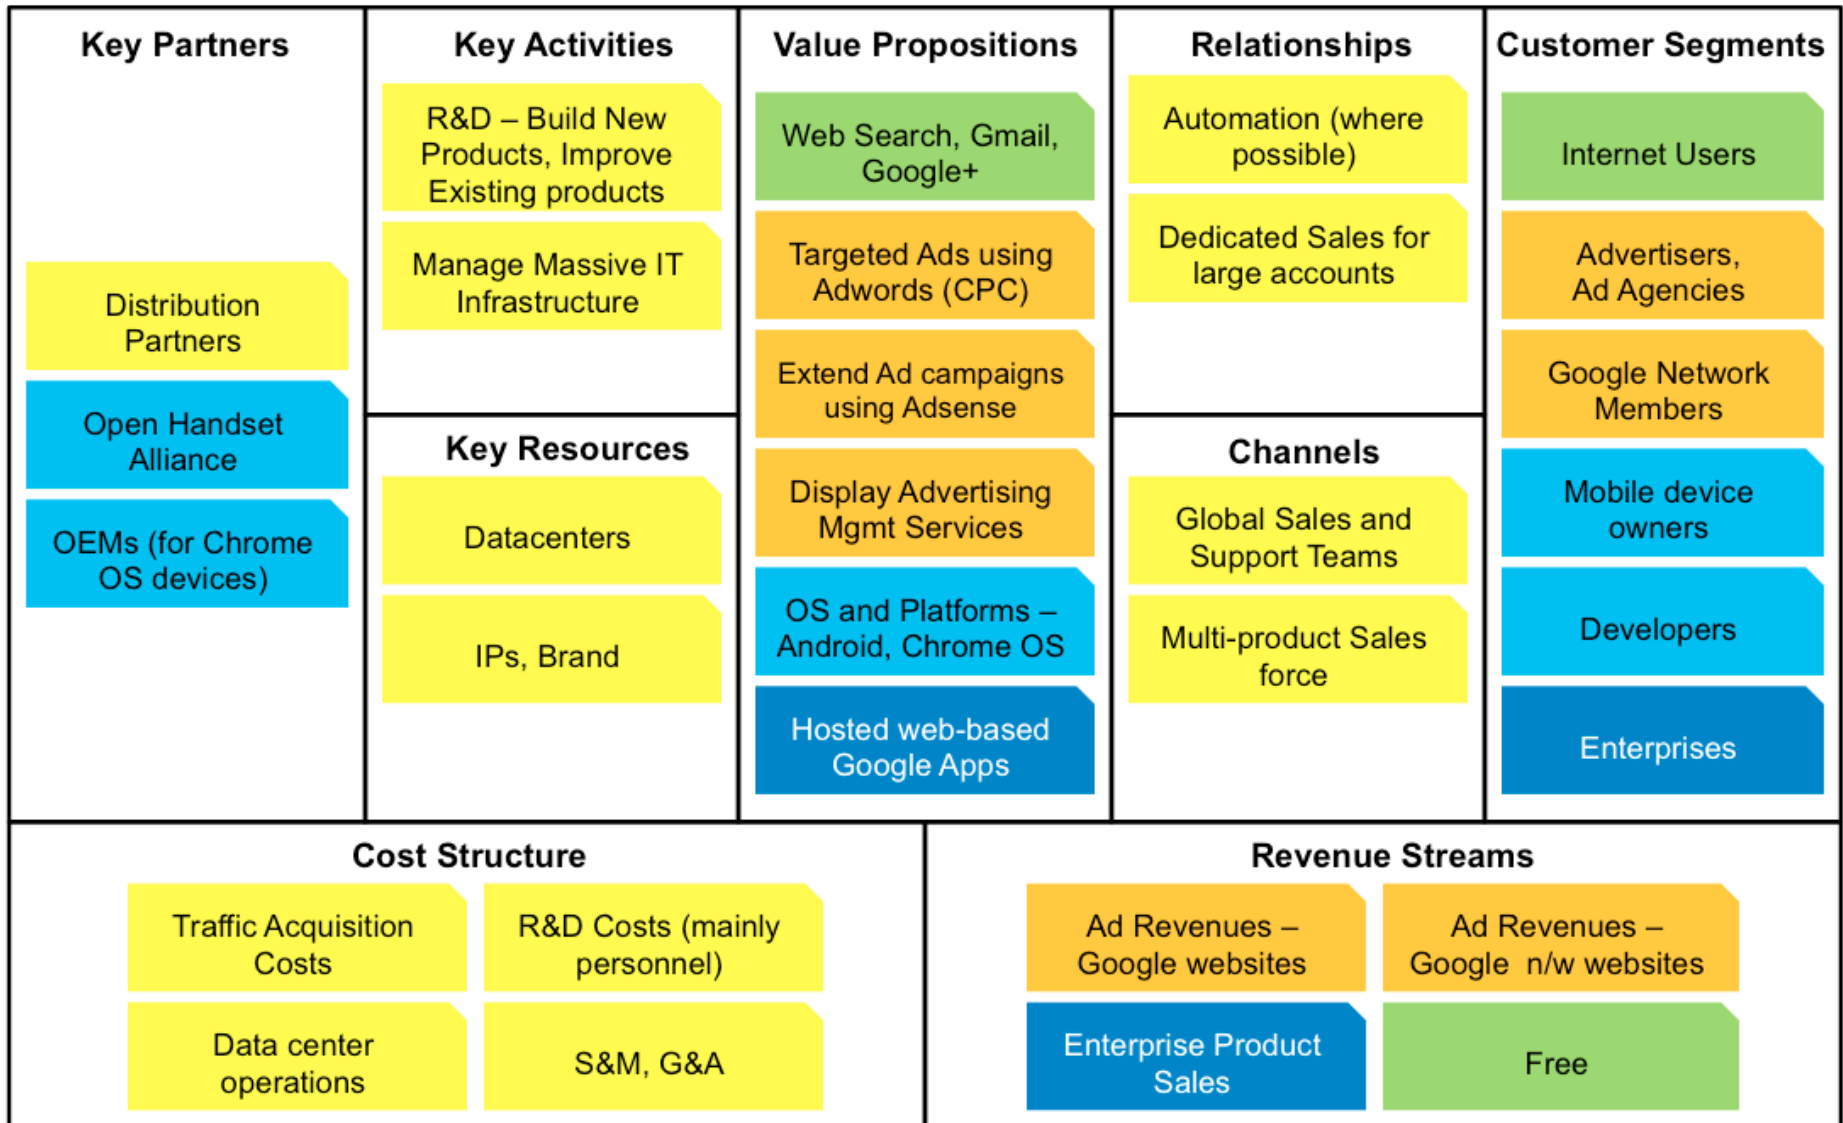 Key Partners
Distribution
Partners
Open Handset
Alliance
OEMs (for Chrome
OS devices)
Key Activities
R&D – Build New
Products, Improve
Existing products
Manage Massive IT
Infrastructure
Key Resources
Datacenters
IPs, Brand
Value Propositions
Web Search, Gmail,
Google+
Targeted Ads using
Adwords (CPC)
Extend Ad campaigns
using Adsense
Display Advertising
Mgmt Services
OS and Platforms –
Android, Chrome OS
Hosted web-based
Google Apps
Relationships
Automation (where
possible)
Dedicated Sales for
large accounts
Channels
Global Sales and
Support Teams
Multi-product Sales
force
Customer Segments
Internet Users
Advertisers,
Ad Agencies
Google Network
Members
Mobile device
owners
Developers
Enterprises
Cost Structure
Traffic Acquisition
Costs
R&D Costs (mainly
personnel)
Data center
operations
S&M, G&A
Revenue Streams
Ad Revenues –
Google websites
Ad Revenues –
Google n/w websites
Enterprise Product
Sales
Free